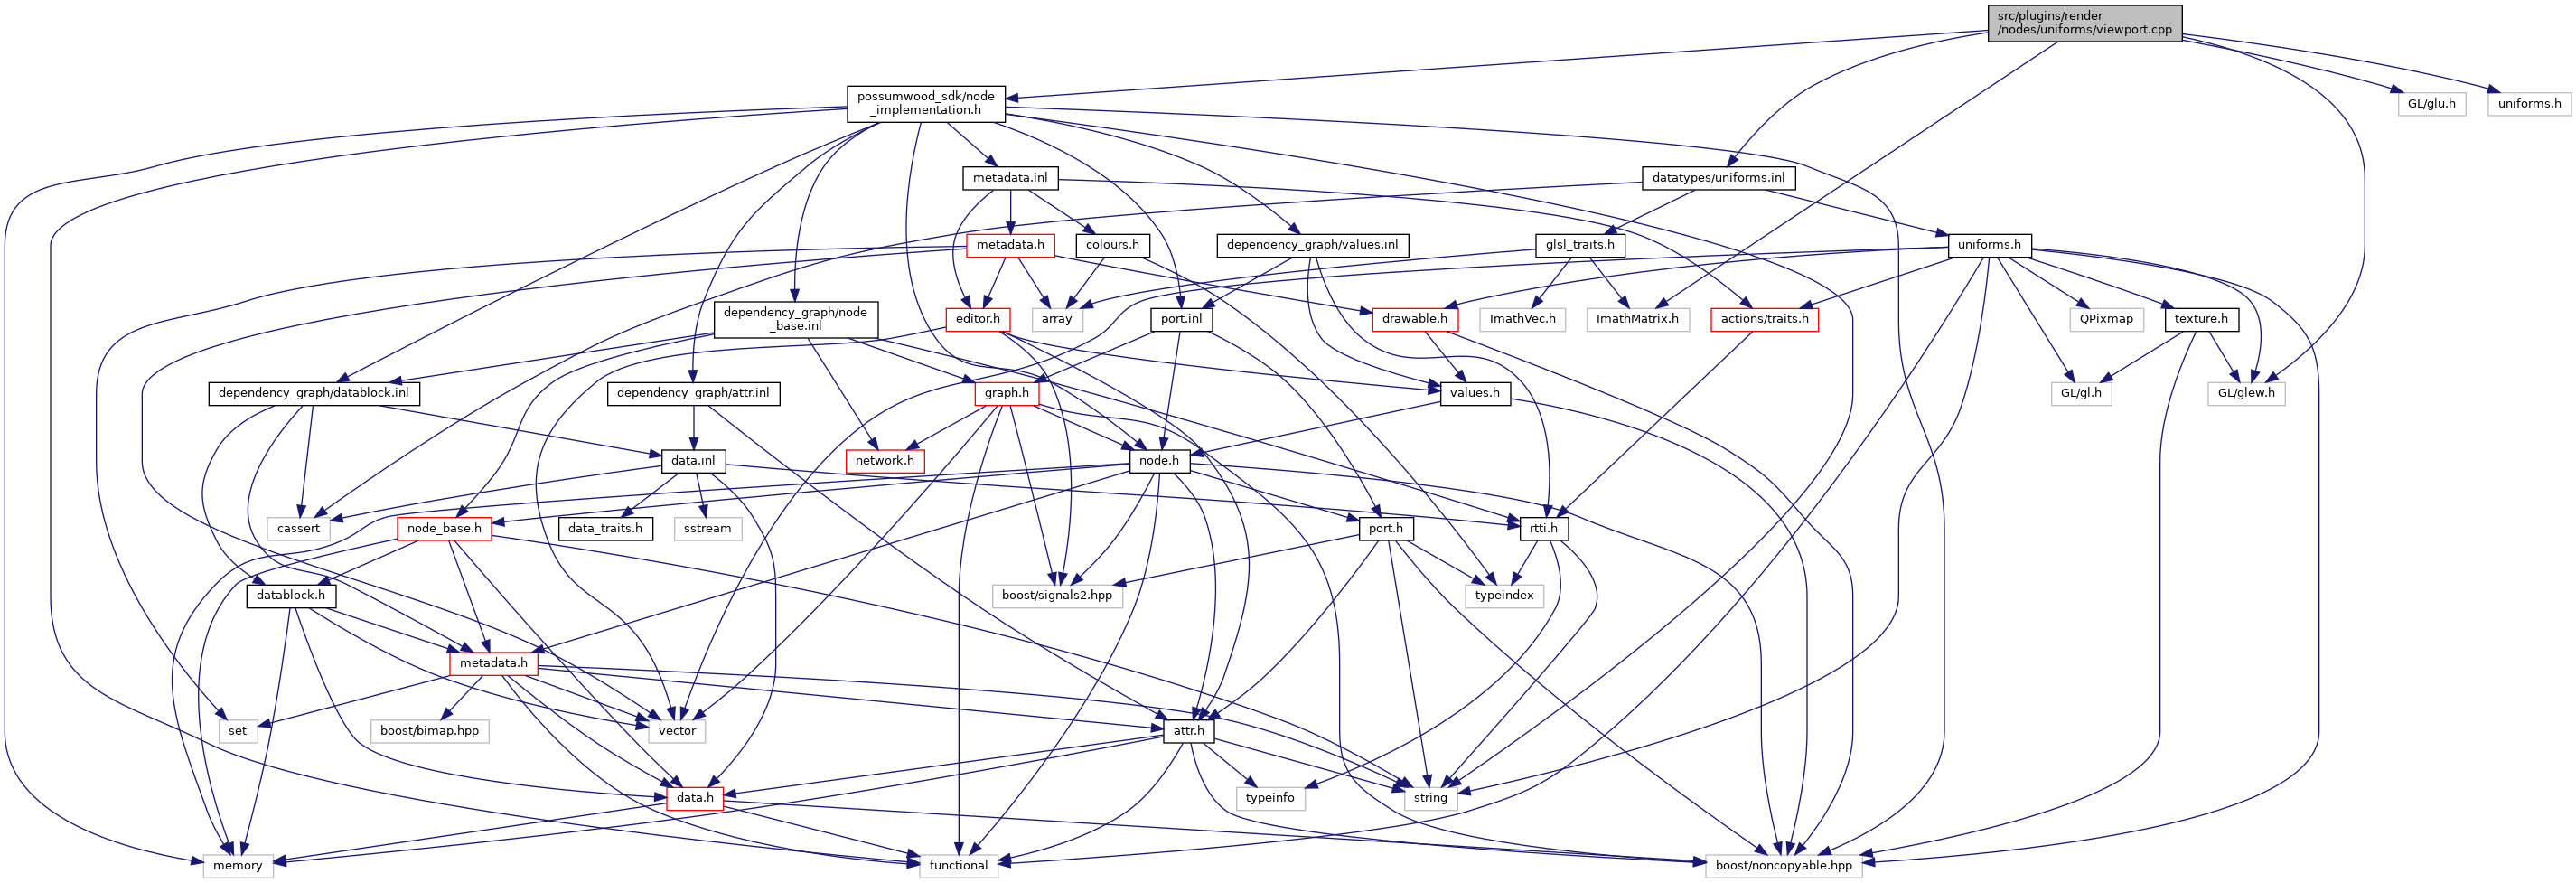 src/plugins/render
/nodes/uniforms/viewport.cpp
possumwood_sdk/node
_implementation.h
GL/glu.h
uniforms.h
metadata.inl
datatypes/uniforms.inl
metadata.h
colours.h
dependency_graph/values.inl
glsl_traits.h
uniforms.h
dependency_graph/node
_base.inl
editor.h
array
port.inl
drawable.h
ImathVec.h
ImathMatrix.h
actions/traits.h
QPixmap
texture.h
dependency_graph/datablock.inl
dependency_graph/attr.inl
graph.h
values.h
GL/gl.h
GL/glew.h
data.inl
network.h
node.h
cassert
node_base.h
data_traits.h
sstream
port.h
rtti.h
datablock.h
boost/signals2.hpp
typeindex
metadata.h
set
boost/bimap.hpp
vector
attr.h
data.h
typeinfo
string
memory
functional
boost/noncopyable.hpp